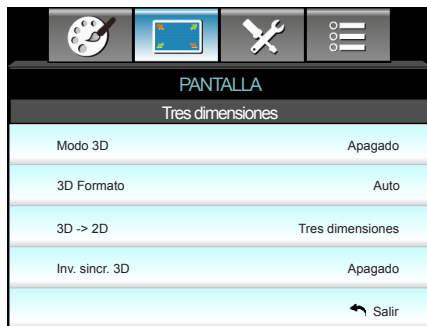 PANTALLA
Tres dimensiones
Modo 3D Apagado
3D Formato Auto
3D -> 2D Tres dimensiones
Inv. sincr. 3D Apagado
Salir